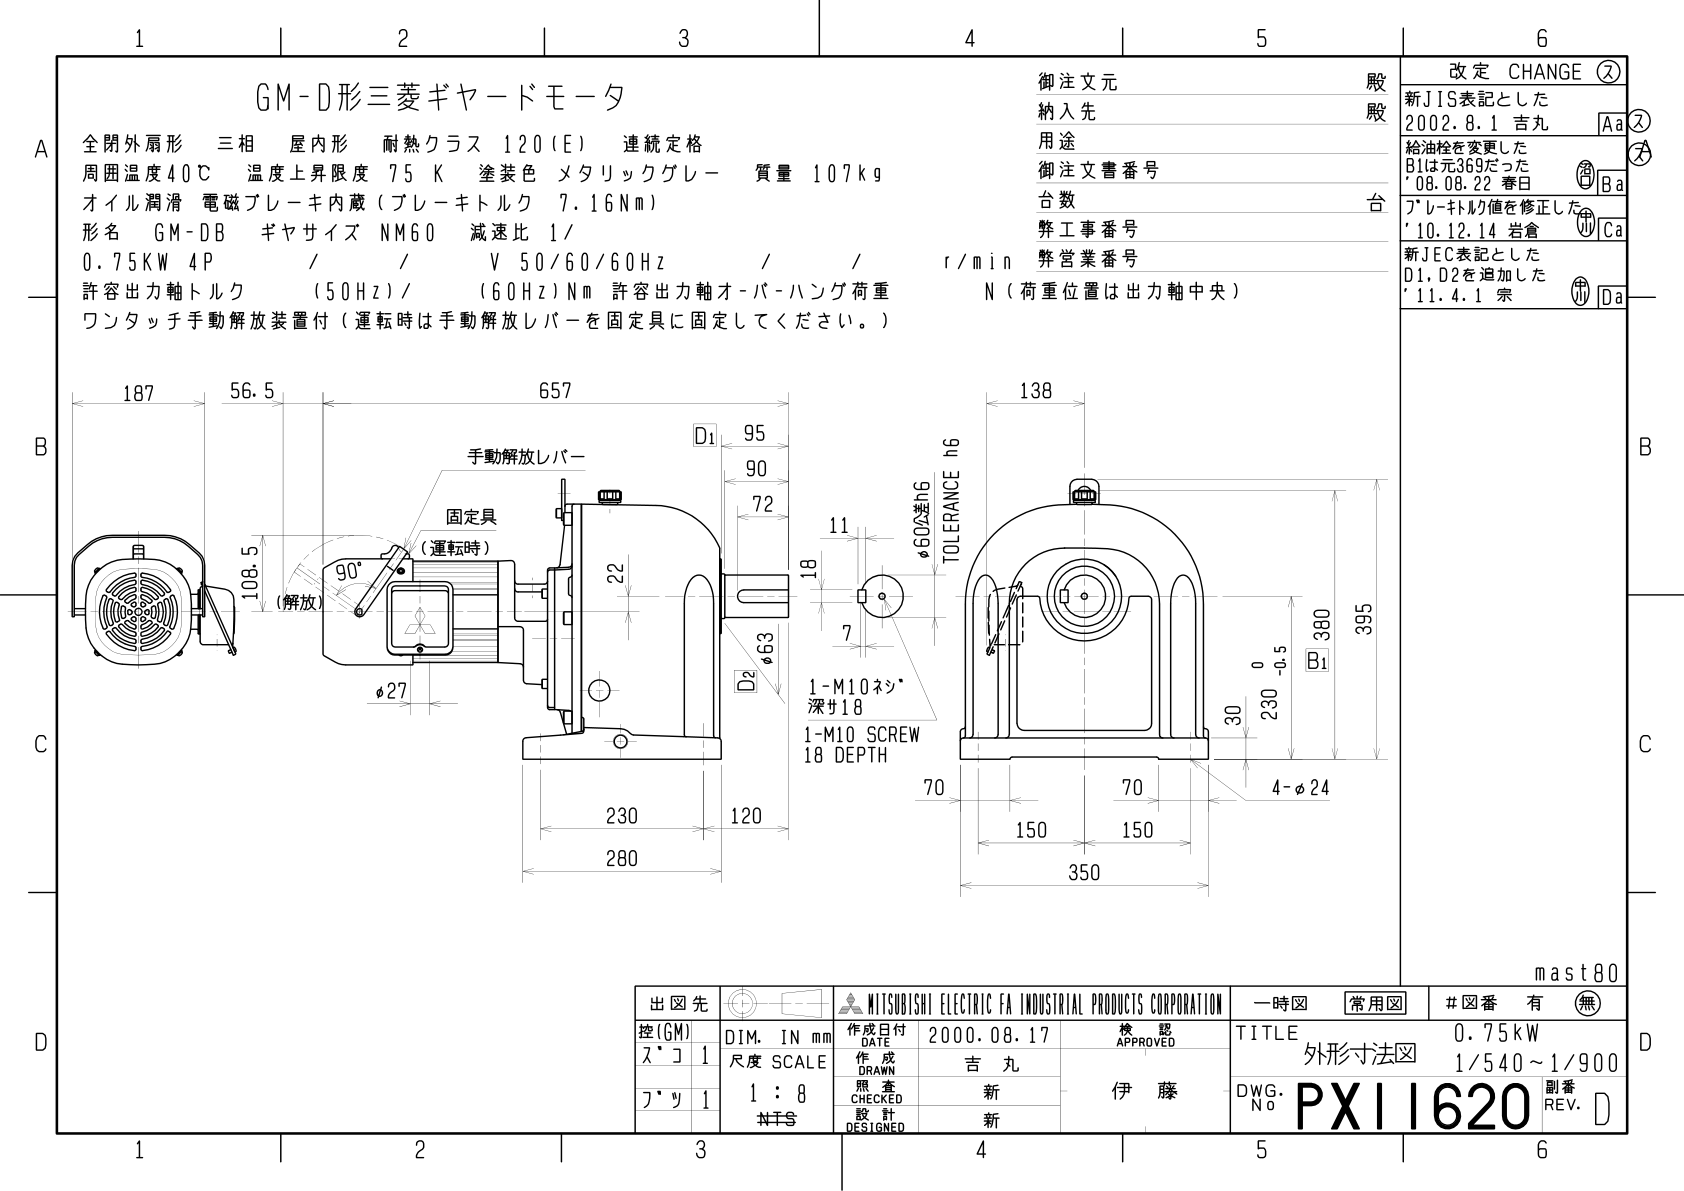 1 2 3 4 5 6
GM-D形三菱ギヤードモータ
全閉外扇形 三相 屋内形 耐熱クラス 120(E) 連続定格
周囲温度40℃ 温度上昇限度 75 K 塗装色 メタリックグレー 質量 107kg
オイル潤滑 電磁ブレーキ内蔵(ブレーキトルク 7.16Nm)
形名 GM-DB ギヤサイズ NM60 減速比 1/
0.75KW 4P / / V 50/60/60Hz / / r/min
許容出力軸トルク (50Hz)/ (60Hz)Nm 許容出力軸オーバーハング荷重 N(荷重位置は出力軸中央)
ワンタッチ手動解放装置付(運転時は手動解放レバーを固定具に固定してください。)
御注文元 殿
納入先 殿
用途
御注文書番号
台数 台
弊工事番号
弊営業番号
改定 CHANGE ス
新JIS表記とした
2002.8.1 吉丸 Aa ス
給油栓を変更した
B1は元369だった
'08.08.22 春日 Ba
ブレーキトルク値を修正した
'10.12.14 岩倉 Ca
新JEC表記とした
D1,D2を追加した
'11.4.1 宗 Da
A
B
C
D
A
B
C
D
187
56.5
657
138
D1
95
90
72
手動解放レバー
固定具
(運転時)
90°
(解放)
108.5
22
11
18
7
φ60公差h6
TOLERANCE h6
φ63
D2
φ27
1-M10ネジ
深サ18
1-M10 SCREW
18 DEPTH
30
230 0 -0.5
B1
380
395
70
70
4-φ24
230
120
280
150
150
350
mast80
出図先
控(GM)
ズコ 1
ブツ 1
DIM. IN mm
尺度 SCALE
1 : 8
NTS
MITSUBISHI ELECTRIC FA INDUSTRIAL PRODUCTS CORPORATION
作成日付
DATE
2000.08.17
作成
DRAWN
吉丸
照査
CHECKED
新
設計
DESIGNED
新
検認
APPROVED
伊藤
一時図 常用図 #図番 有 無
TITLE
外形寸法図
0.75kW
1/540~1/900
DWG.
No
PX11620
副番
REV.
D
1 2 3 4 5 6